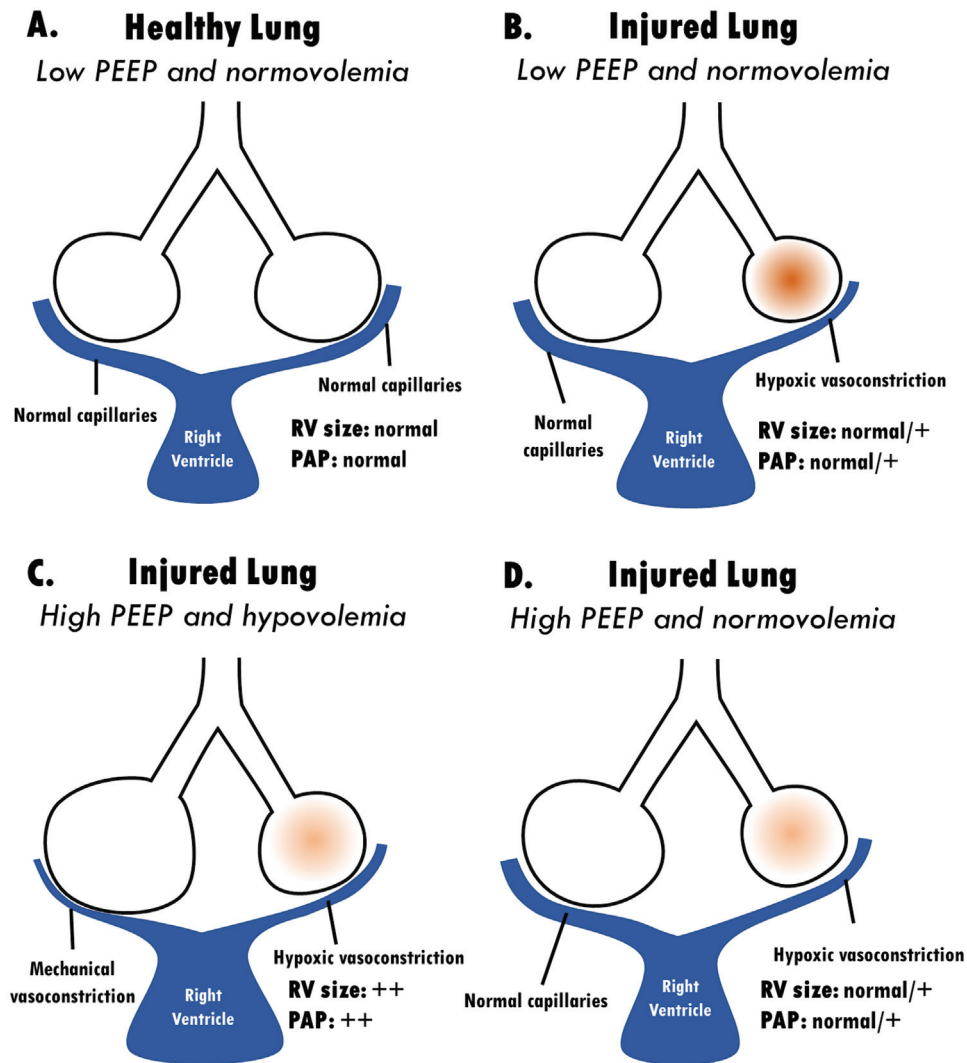 A. Healthy Lung
Low PEEP and normovolemia
Normal capillaries
Normal capillaries
Right
Ventricle
RV size: normal
PAP: normal
B. Injured Lung
Low PEEP and normovolemia
Hypoxic vasoconstriction
Normal
capillaries
Right
Ventricle
RV size: normal/+
PAP: normal/+
C. Injured Lung
High PEEP and hypovolemia
Mechanical
vasoconstriction
Right
Ventricle
Hypoxic vasoconstriction
RV size: ++
PAP: ++
D. Injured Lung
High PEEP and normovolemia
Normal capillaries
Right
Ventricle
Hypoxic vasoconstriction
RV size: normal/+
PAP: normal/+